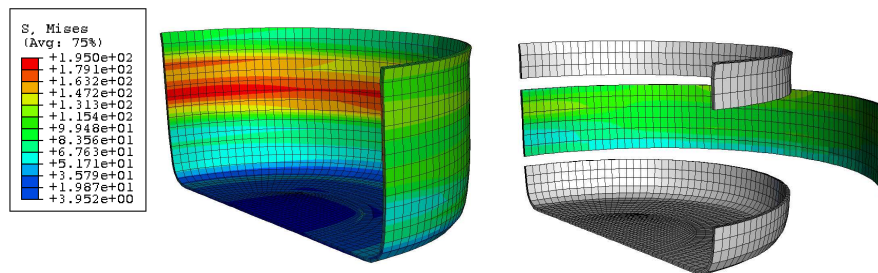 S, Mises
(Avg: 75%)
+1.950e+02
+1.791e+02
+1.632e+02
+1.472e+02
+1.313e+02
+1.154e+02
+9.948e+01
+8.356e+01
+6.763e+01
+5.171e+01
+3.579e+01
+1.987e+01
+3.952e+00